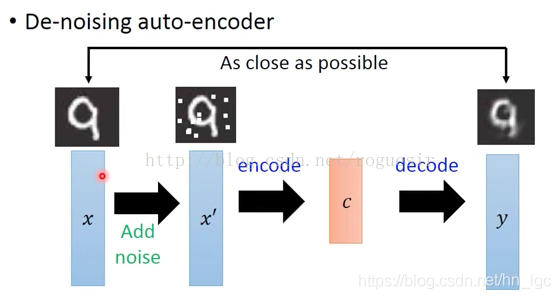 • De-noising auto-encoder
As close as possible
http://blog.csdn.net/roguesir
encode
decode
x
x′
c
y
Add
noise
https://blog.csdn.net/hn_lgc